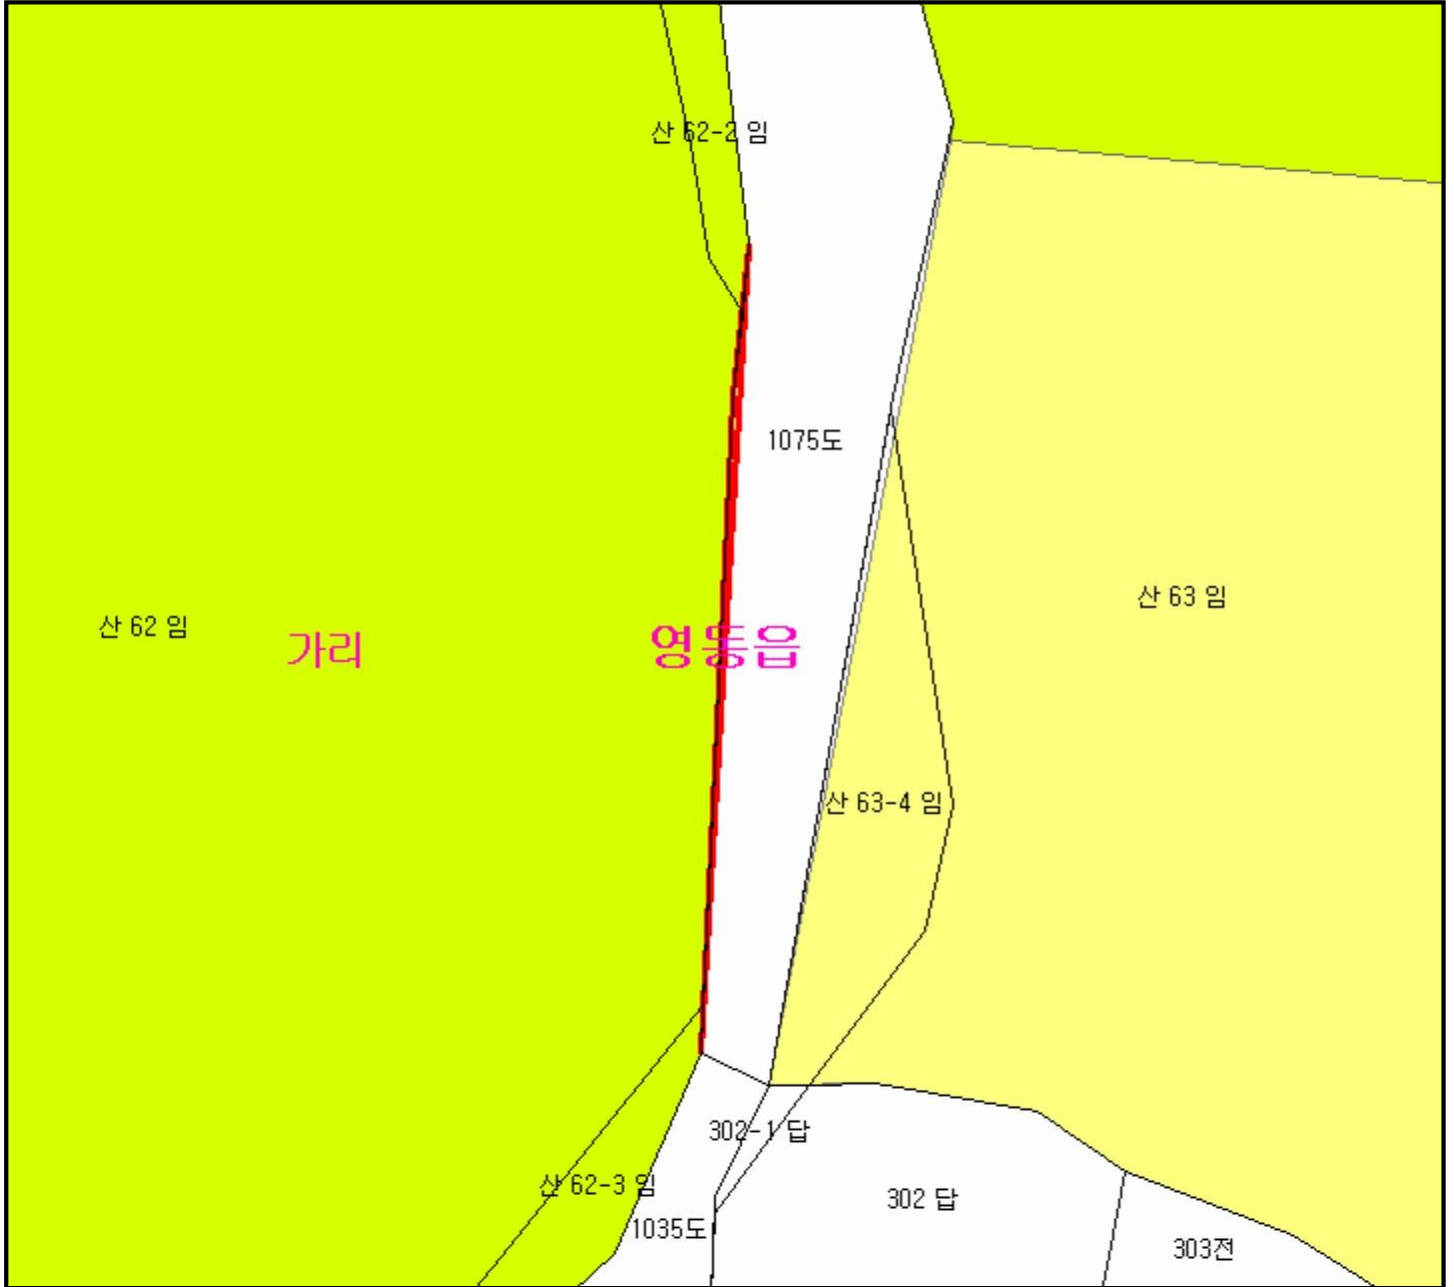 산 62-2 임
1075도
산 63 임
산 62 임
가리
영동읍
산 63-4 임
302-1 답
산 62-3 임
302 답
1035도
303전